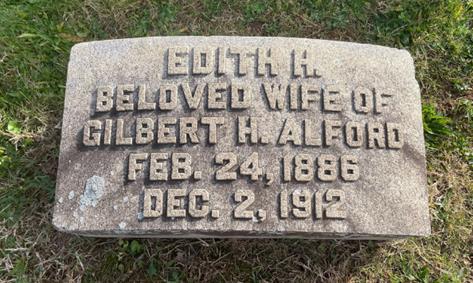 EDITH H.
BELOVED WIFE OF
GILBERT H. ALFORD
FEB. 24, 1886
DEC. 2, 1912